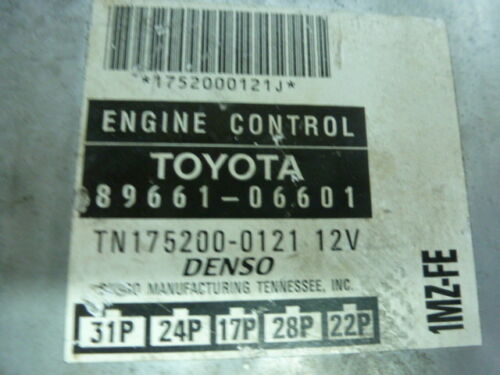 *1752000121J*
ENGINE CONTROL
TOYOTA
89661-06601
TN175200-0121 12V
DENSO
MANUFACTURING TENNESSEE, INC.
31P 24P 17P 28P 22P
1MZ-FE